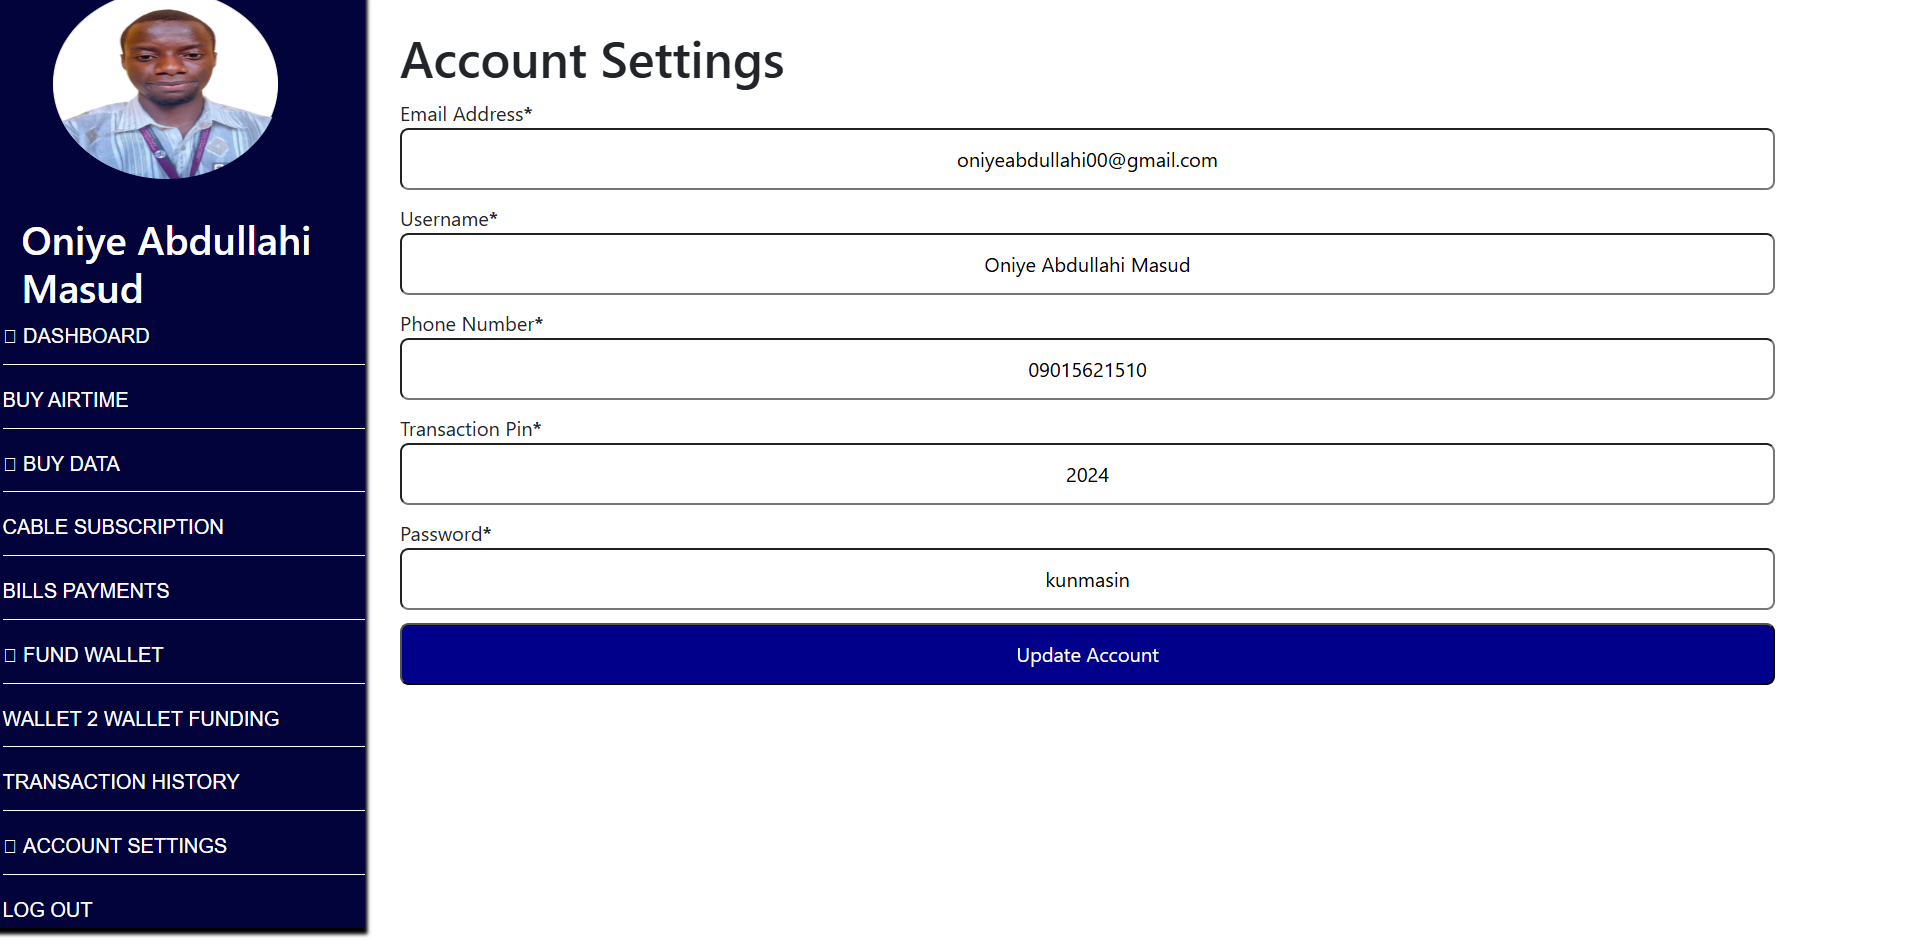 Oniye Abdullahi
Masud
DASHBOARD
BUY AIRTIME
BUY DATA
CABLE SUBSCRIPTION
BILLS PAYMENTS
FUND WALLET
WALLET 2 WALLET FUNDING
TRANSACTION HISTORY
ACCOUNT SETTINGS
LOG OUT
Account Settings
Email Address*
oniyeabdullahi00@gmail.com
Username*
Oniye Abdullahi Masud
Phone Number*
09015621510
Transaction Pin*
2024
Password*
kunmasin
Update Account